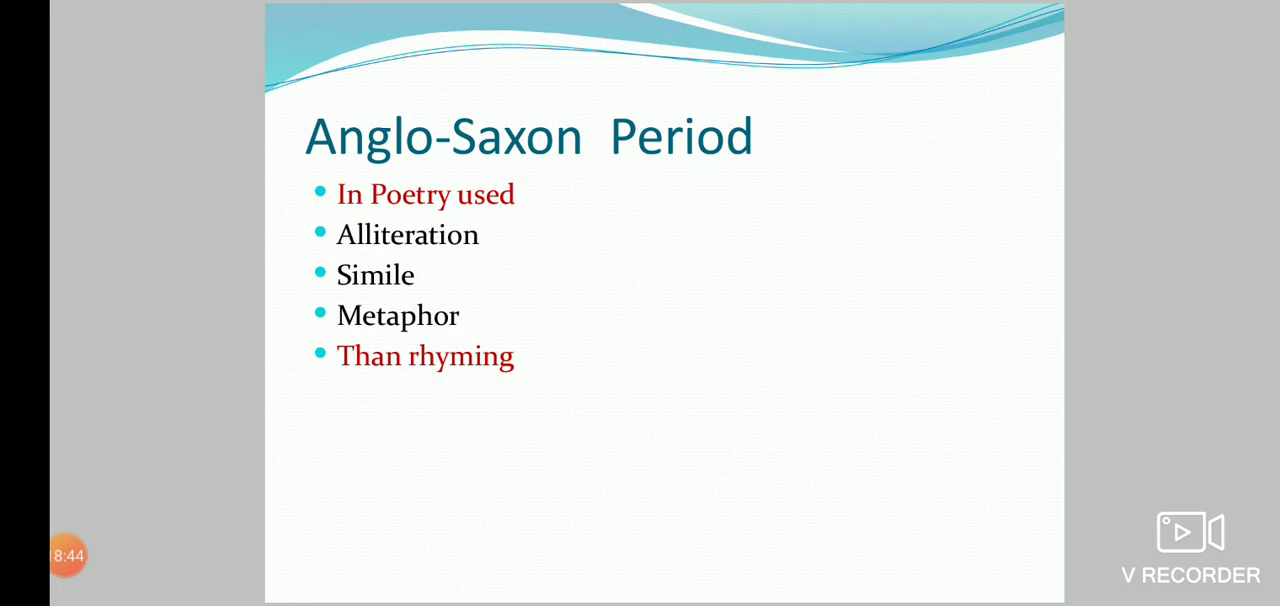 Anglo-Saxon Period
In Poetry used
Alliteration
Simile
Metaphor
Than rhyming
8:44
V RECORDER